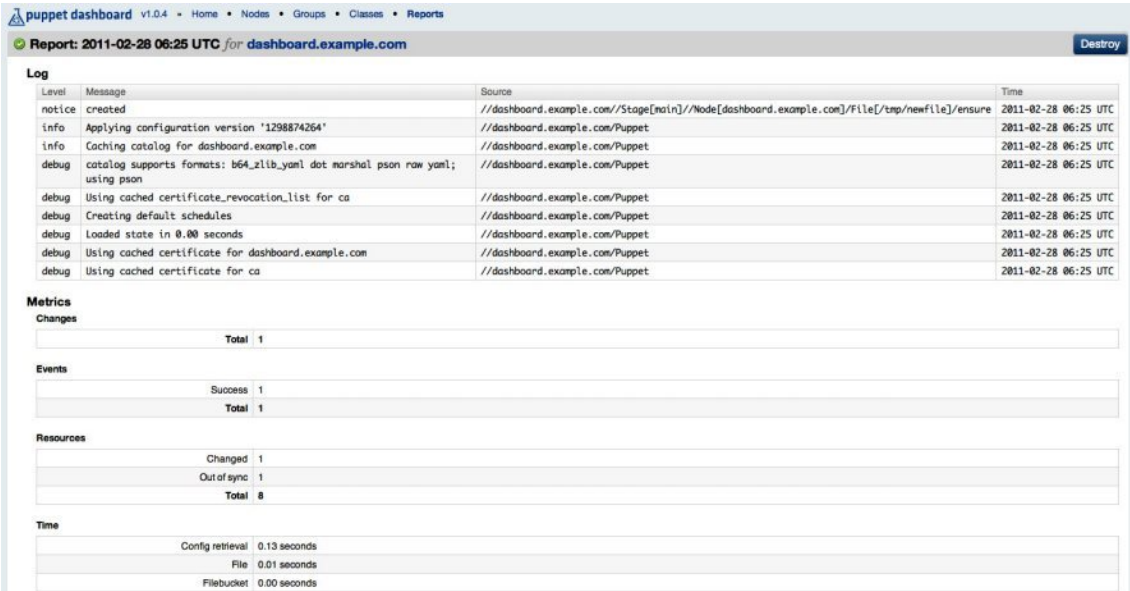 puppet dashboard v1.0.4 • Home • Nodes • Groups • Classes • Reports
Report: 2011-02-28 06:25 UTC for dashboard.example.com Destroy
Log
Level Message Source Time
notice created //dashboard.example.com//Stage[main]//Node[dashboard.example.com]/File[/tmp/newfile]/ensure 2011-02-28 06:25 UTC
info Applying configuration version '1298874264' //dashboard.example.com/Puppet 2011-02-28 06:25 UTC
info Caching catalog for dashboard.example.com //dashboard.example.com/Puppet 2011-02-28 06:25 UTC
debug catalog supports formats: b64_zlib_yaml dot marshal pson raw yaml; //dashboard.example.com/Puppet 2011-02-28 06:25 UTC
using pson
debug Using cached certificate_revocation_list for ca //dashboard.example.com/Puppet 2011-02-28 06:25 UTC
debug Creating default schedules //dashboard.example.com/Puppet 2011-02-28 06:25 UTC
debug Loaded state in 0.00 seconds //dashboard.example.com/Puppet 2011-02-28 06:25 UTC
debug Using cached certificate for dashboard.example.com //dashboard.example.com/Puppet 2011-02-28 06:25 UTC
debug Using cached certificate for ca //dashboard.example.com/Puppet 2011-02-28 06:25 UTC
Metrics
Changes
Total 1
Events
Success 1
Total 1
Resources
Changed 1
Out of sync 1
Total 8
Time
Config retrieval 0.13 seconds
File 0.01 seconds
Filebucket 0.00 seconds